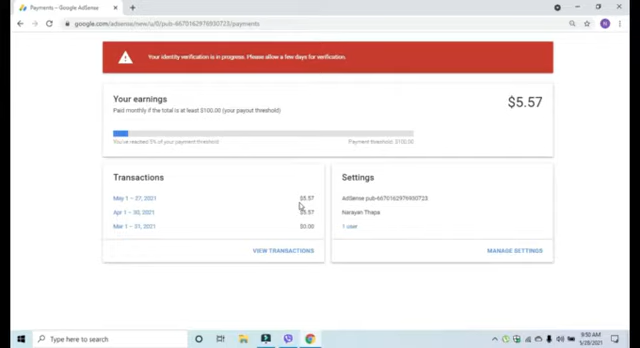 Payments – Google AdSense
google.com/adsense/new/u/0/pub-6670162976930723/payments
Your identity verification is in progress. Please allow a few days for verification.
Your earnings
Paid monthly if the total is at least $100.00 (your payout threshold)
$5.57
You've reached 5% of your payment threshold
Payment threshold: $100.00
Transactions
May 1 – 27, 2021 $5.57
Apr 1 – 30, 2021 $5.57
Mar 1 – 31, 2021 $0.00
VIEW TRANSACTIONS
Settings
AdSense pub-6670162976930723
Narayan Thapa
1 user
MANAGE SETTINGS
Type here to search
9:50 AM
5/28/2021